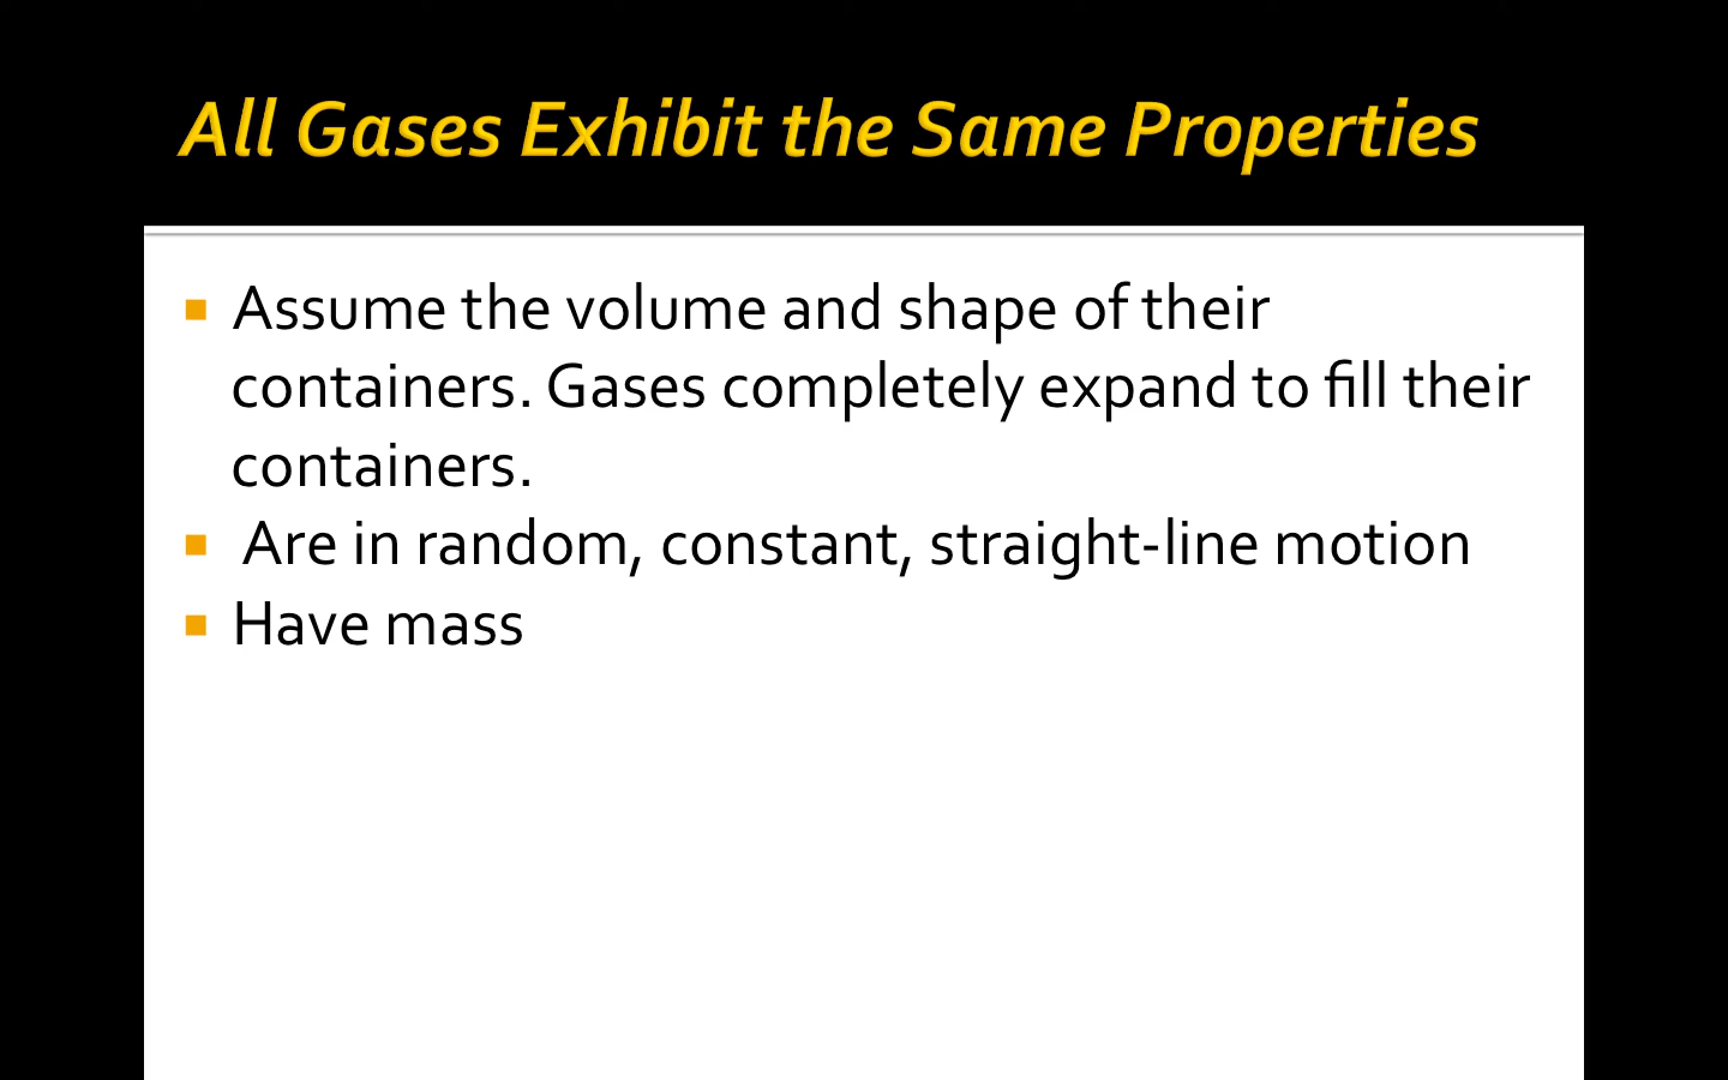 All Gases Exhibit the Same Properties
Assume the volume and shape of their
containers. Gases completely expand to fill their
containers.
Are in random, constant, straight-line motion
Have mass